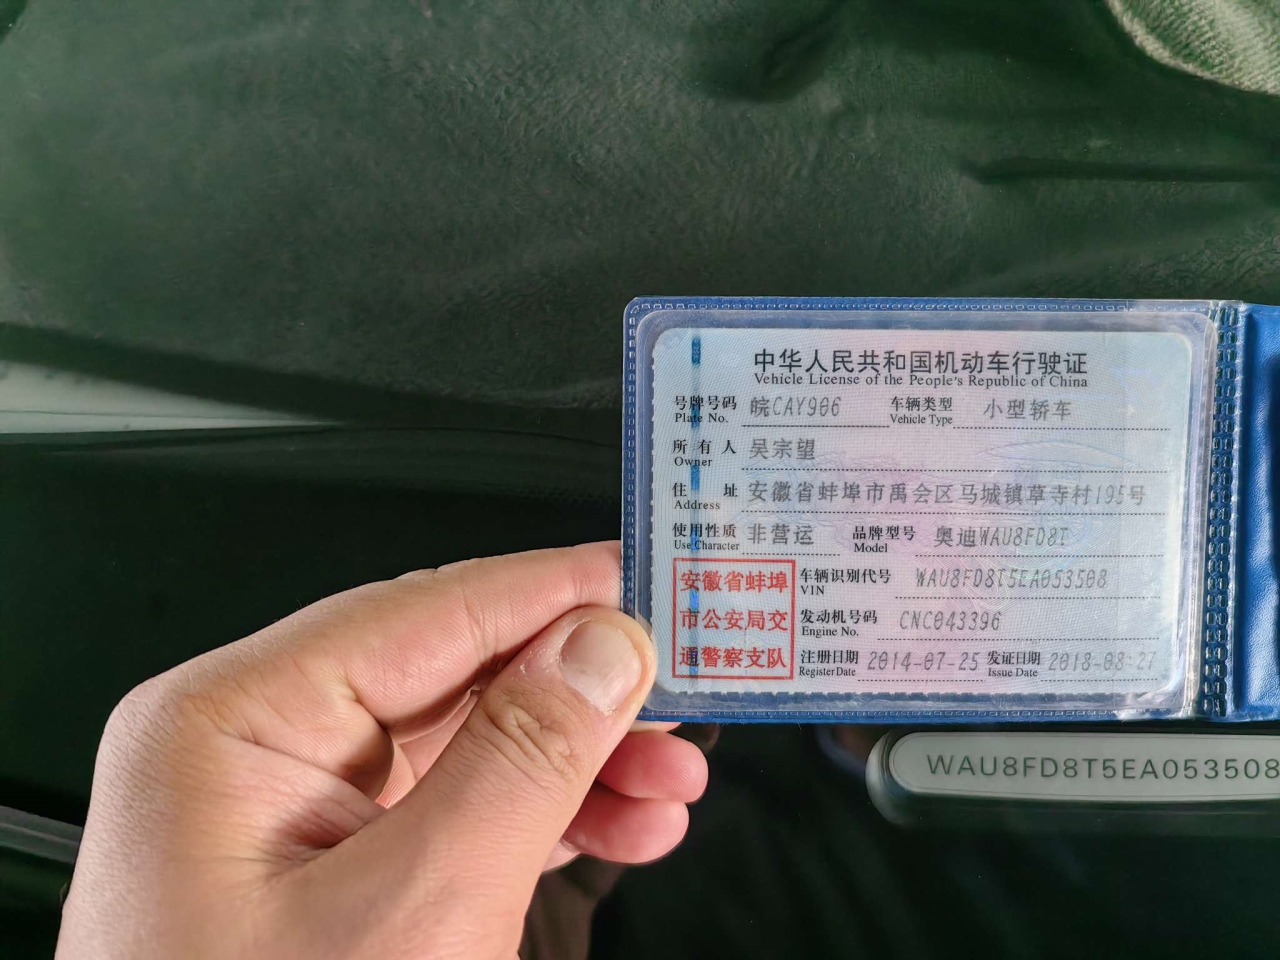 中华人民共和国机动车行驶证
Vehicle License of the People's Republic of China
号牌号码 皖CAY906 车辆类型 小型轿车
Plate No. Vehicle Type
所有人 吴宗望
Owner
住址 安徽省蚌埠市禹会区马城镇草寺村195号
Address
使用性质 非营运 品牌型号 奥迪WAU8FD8T
Use Character Model
安徽省蚌埠
市公安局交
通警察支队
车辆识别代号 WAU8FD8T5EA053508
VIN
发动机号码 CNC043396
Engine No.
注册日期 2014-07-25 发证日期 2018-08-27
Register Date Issue Date
WAU8FD8T5EA053508